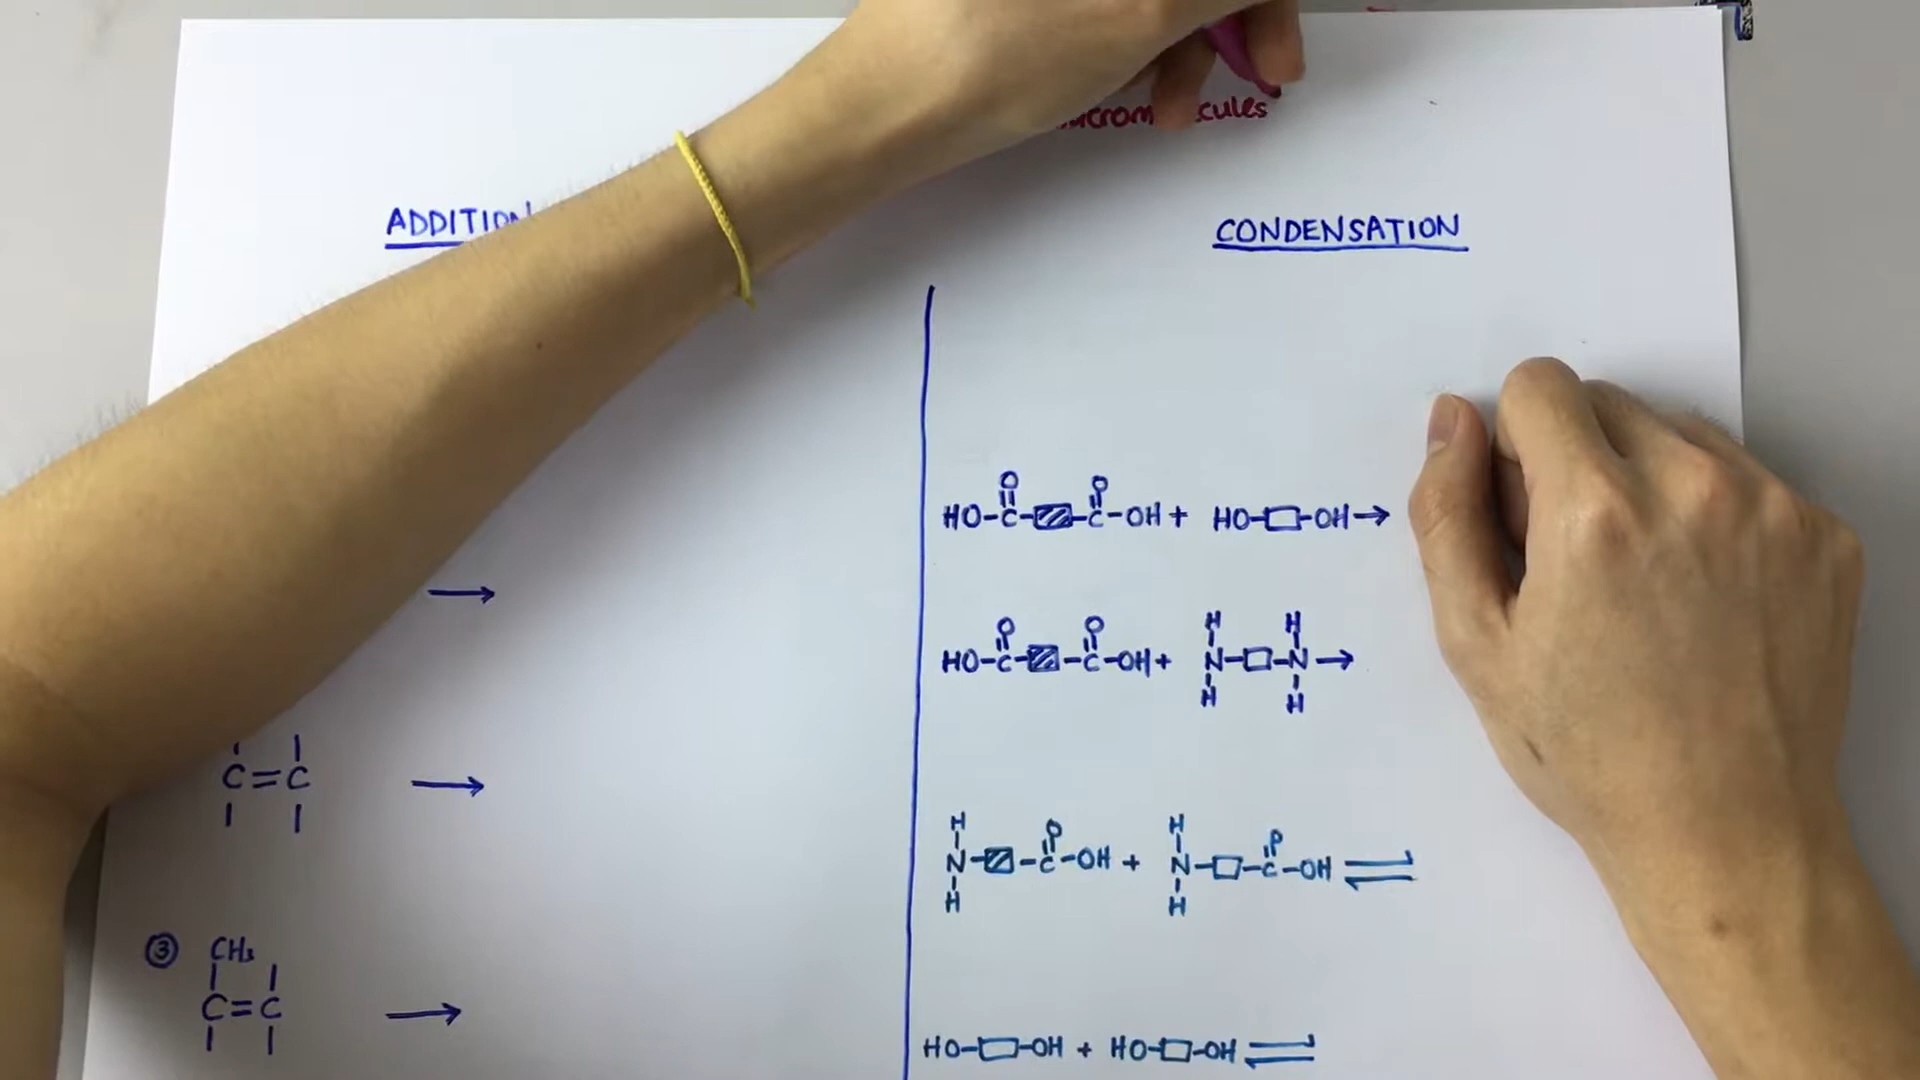 ADDITION
CONDENSATION
O O
HO-C-▨-C-OH + HO-□-OH →
O O H H
HO-C-▨-C-OH + N-□-N →
H H
→
C=C →
H O H O
N-▨-C-OH + N-□-C-OH ⇌
H H
③ CH₃
C=C →
HO-□-OH + HO-□-OH ⇌